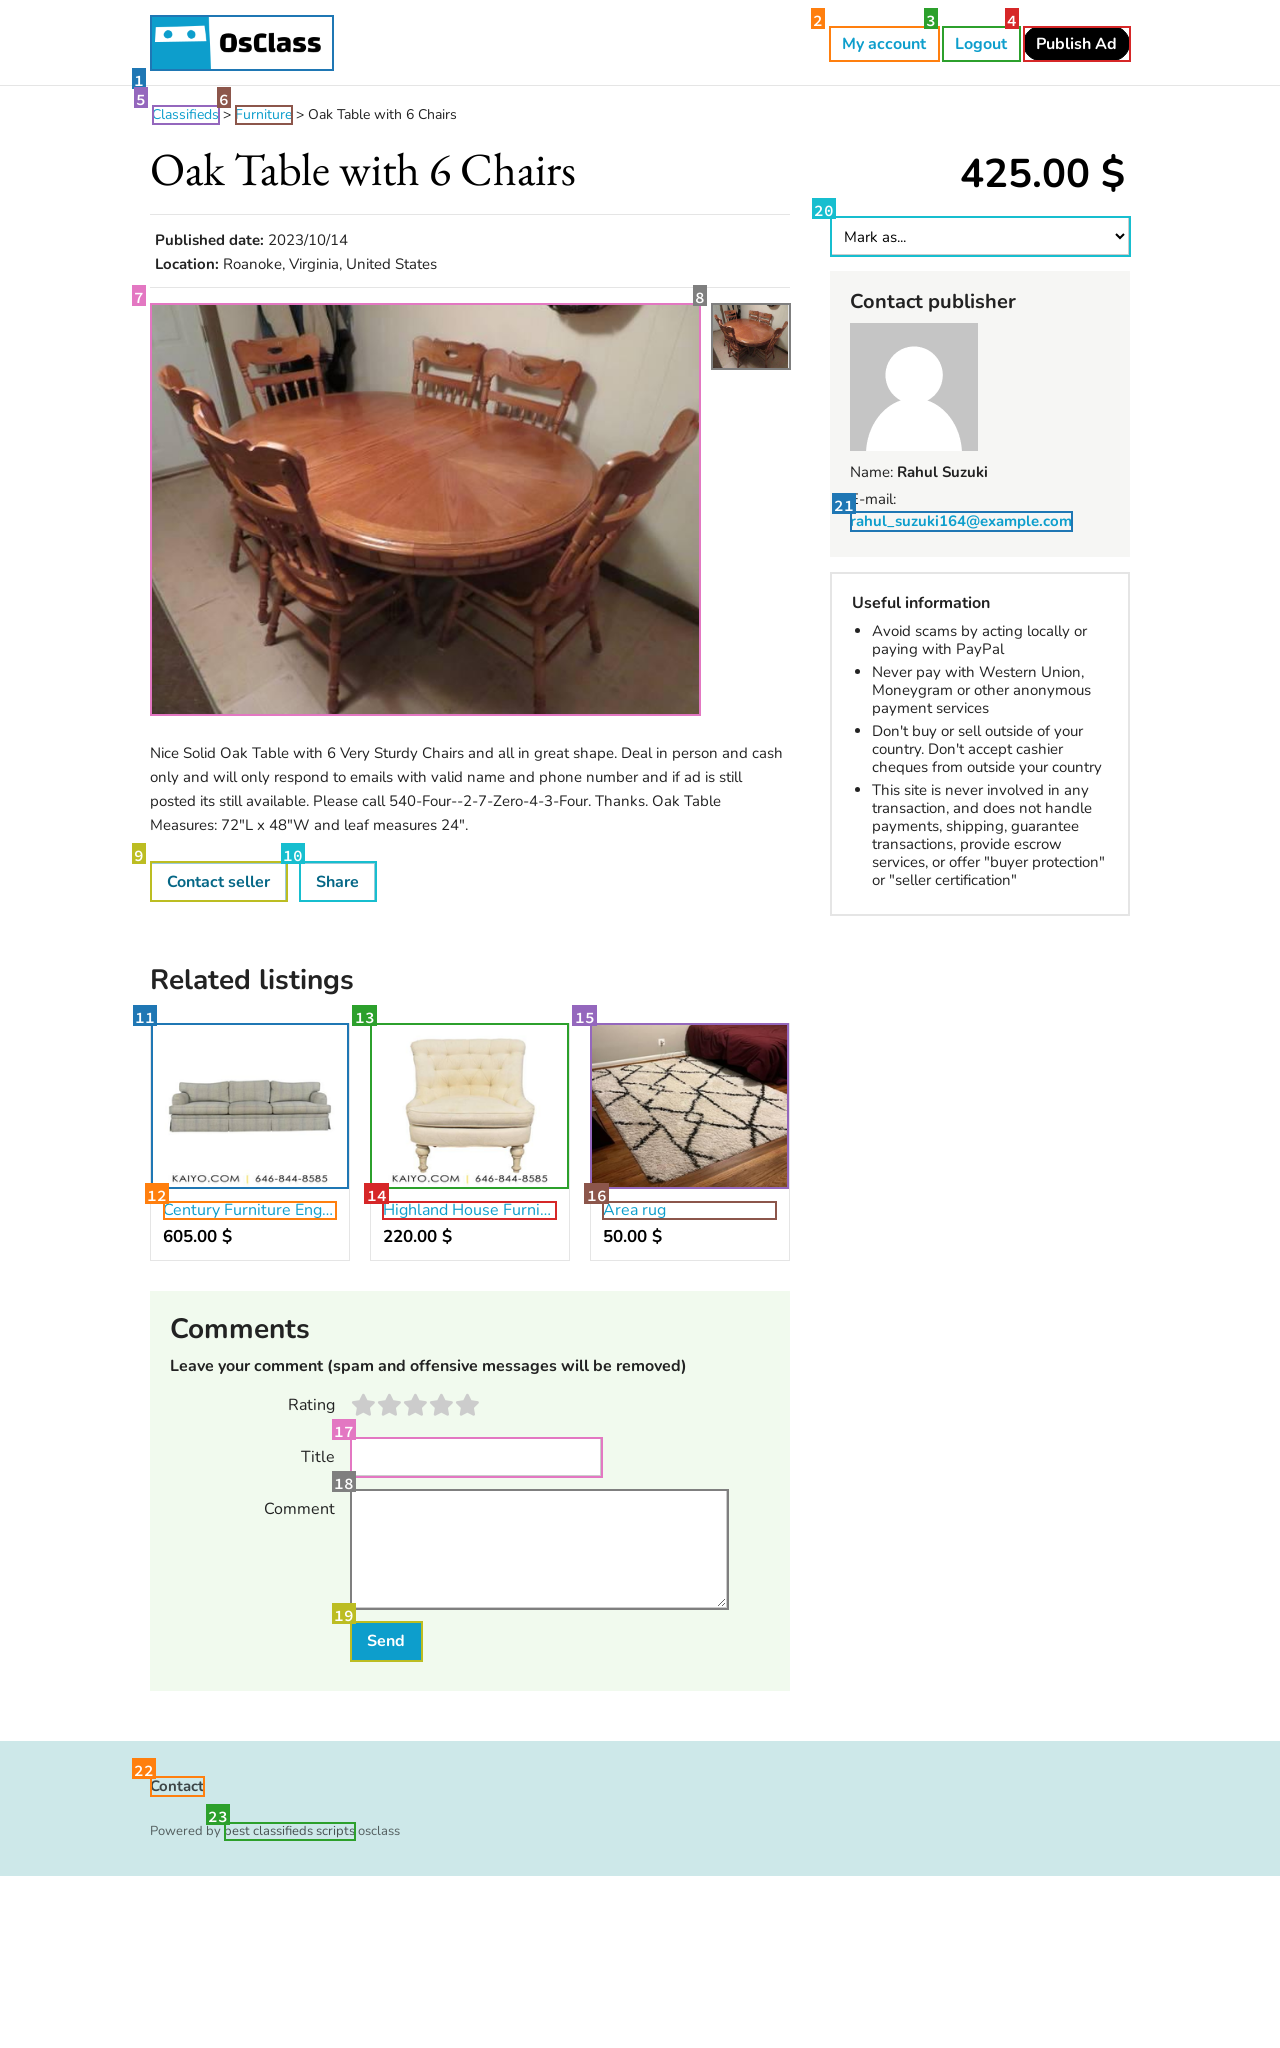 OsClass
2
3
4
My account
Logout
Publish Ad
1
5
6
Classifieds > Furniture > Oak Table with 6 Chairs
Oak Table with 6 Chairs
425.00 $
20
Mark as...
Published date: 2023/10/14
Location: Roanoke, Virginia, United States
7
8
Contact publisher
Name: Rahul Suzuki
E-mail:
21
rahul_suzuki164@example.com
Useful information
Avoid scams by acting locally or
paying with PayPal
Never pay with Western Union,
Moneygram or other anonymous
payment services
Don't buy or sell outside of your
country. Don't accept cashier
cheques from outside your country
This site is never involved in any
transaction, and does not handle
payments, shipping, guarantee
transactions, provide escrow
services, or offer "buyer protection"
or "seller certification"
Nice Solid Oak Table with 6 Very Sturdy Chairs and all in great shape. Deal in person and cash
only and will only respond to emails with valid name and phone number and if ad is still
posted its still available. Please call 540-Four--2-7-Zero-4-3-Four. Thanks. Oak Table
Measures: 72"L x 48"W and leaf measures 24".
9
10
Contact seller
Share
Related listings
11
13
15
KAIYO.COM | 646-844-8585
KAIYO.COM | 646-844-8585
12
14
16
Century Furniture Eng...
Highland House Furni...
Area rug
605.00 $
220.00 $
50.00 $
Comments
Leave your comment (spam and offensive messages will be removed)
Rating
17
Title
18
Comment
19
Send
22
Contact
23
Powered by best classifieds scripts osclass